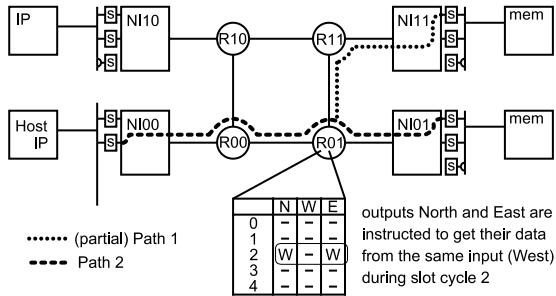 IP
S
S
S
NI10
R10
R11
NI11
S
S
S
mem
Host
IP
S
S
NI00
R00
R01
NI01
S
S
S
mem
N W E
0 - - -
1 - - -
2 W - W
3 - - -
4 - - -
(partial) Path 1
Path 2
outputs North and East are
instructed to get their data
from the same input (West)
during slot cycle 2